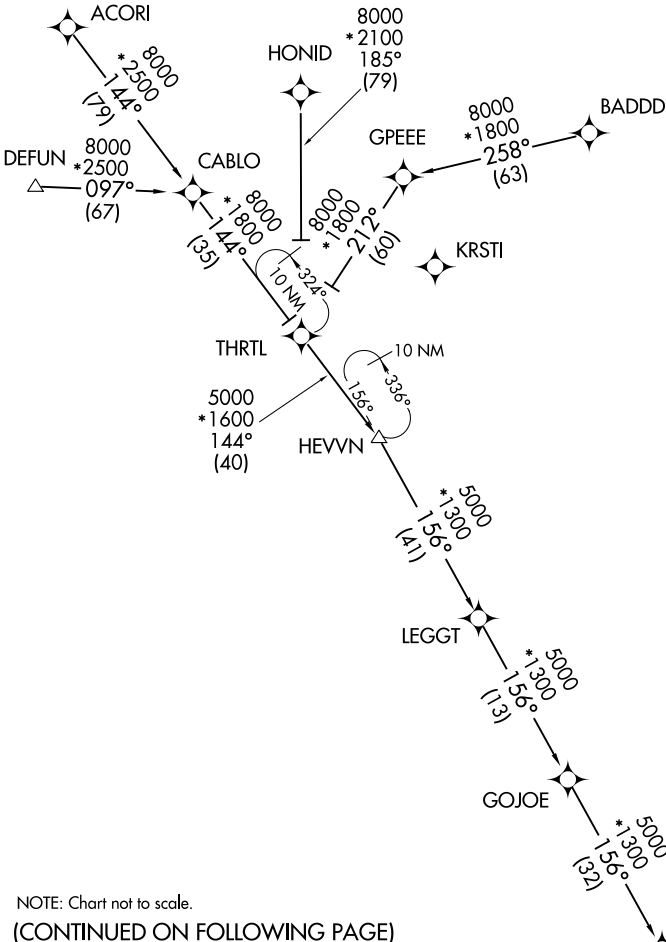 ACORI
8000
*2500
144°
(79)
HONID
8000
*2100
185°
(79)
BADDD
8000
*1800
258°
(63)
GPEEE
DEFUN
8000
*2500
097°
(67)
CABLO
8000
*1800
144°
(35)
8000
*1800
212°
(60)
KRSTI
324°
10 NM
THRTL
5000
*1600
144°
(40)
10 NM
156°
336°
HEVVN
5000
*1300
156°
(41)
LEGGT
5000
*1300
156°
(13)
GOJOE
5000
*1300
156°
(32)
NOTE: Chart not to scale.
(CONTINUED ON FOLLOWING PAGE)